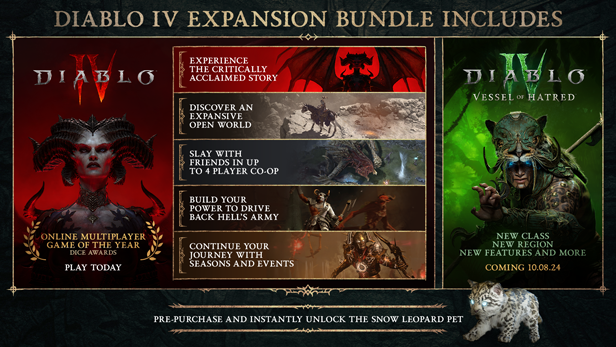 DIABLO IV EXPANSION BUNDLE INCLUDES
IV
DIABLO
ONLINE MULTIPLAYER
GAME OF THE YEAR
DICE AWARDS
PLAY TODAY
EXPERIENCE
THE CRITICALLY
ACCLAIMED STORY
DISCOVER AN
EXPANSIVE
OPEN WORLD
SLAY WITH
FRIENDS IN UP
TO 4 PLAYER CO-OP
BUILD YOUR
POWER TO DRIVE
BACK HELL'S ARMY
CONTINUE YOUR
JOURNEY WITH
SEASONS AND EVENTS
IV
DIABLO
VESSEL OF HATRED
NEW CLASS
NEW REGION
NEW FEATURES AND MORE
COMING 10.08.24
PRE-PURCHASE AND INSTANTLY UNLOCK THE SNOW LEOPARD PET